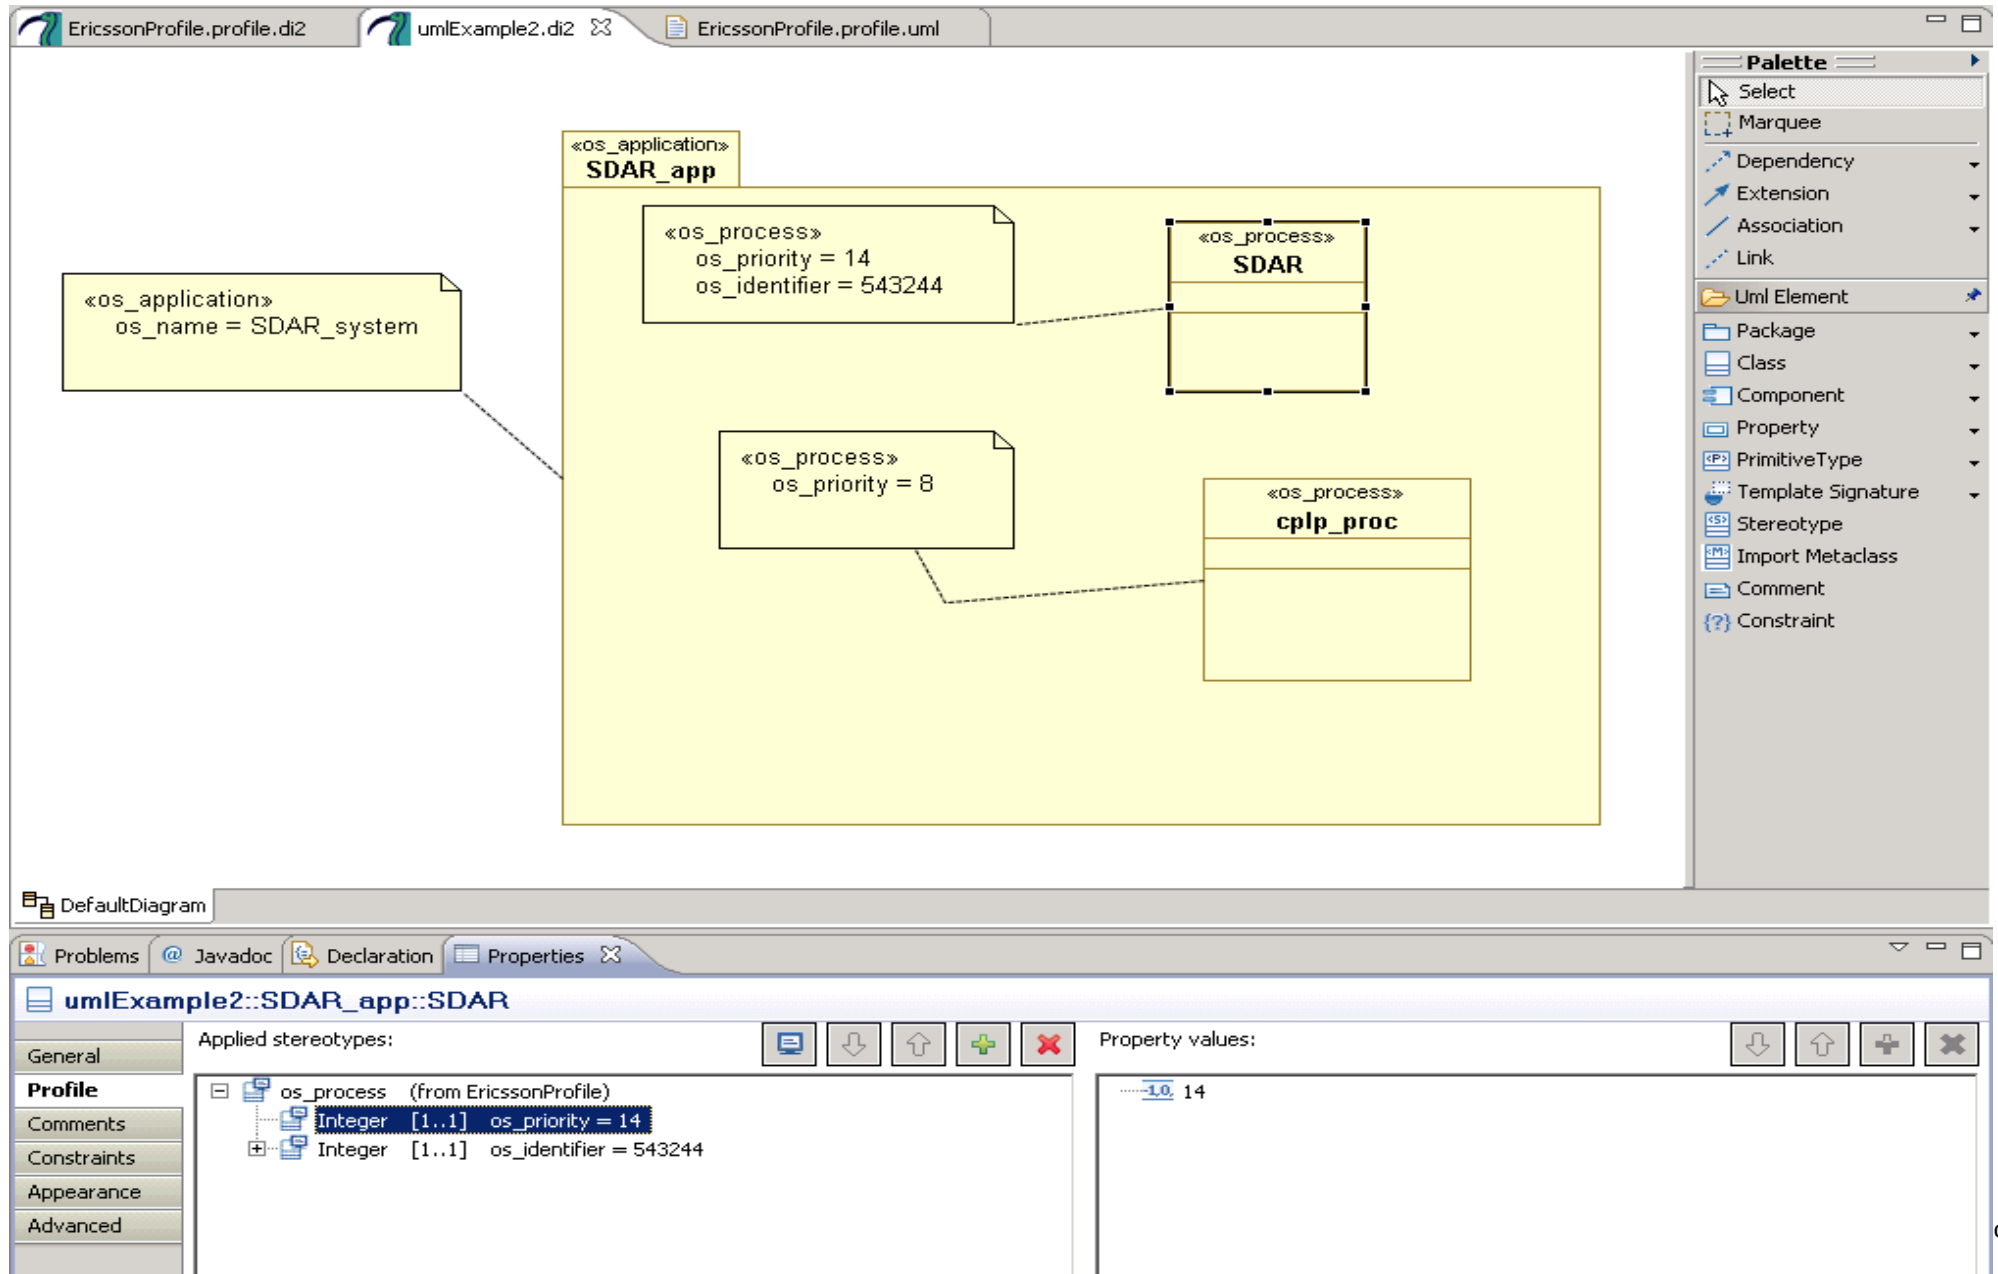 EricssonProfile.profile.di2
umlExample2.di2
EricssonProfile.profile.uml
«os_application»
SDAR_app
«os_process»
os_priority = 14
os_identifier = 543244
«os_process»
SDAR
«os_application»
os_name = SDAR_system
«os_process»
os_priority = 8
«os_process»
cplp_proc
Palette
Select
Marquee
Dependency
Extension
Association
Link
Uml Element
Package
Class
Component
Property
<P> PrimitiveType
Template Signature
<S> Stereotype
<M> Import Metaclass
Comment
{?} Constraint
DefaultDiagram
Problems
@ Javadoc
Declaration
Properties
umlExample2::SDAR_app::SDAR
General
Profile
Comments
Constraints
Appearance
Advanced
Applied stereotypes:
os_process (from EricssonProfile)
Integer [1..1] os_priority = 14
Integer [1..1] os_identifier = 543244
Property values:
-1,0, 14